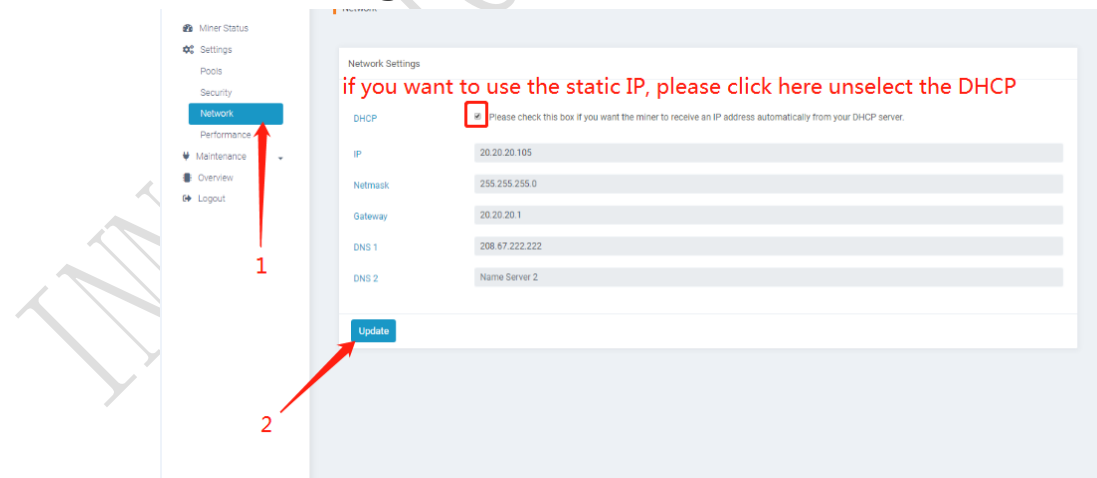 Network
Miner Status
Settings
Pools
Security
Network
Performance
Maintenance
Overview
Logout
Network Settings
if you want to use the static IP, please click here unselect the DHCP
DHCP
Please check this box if you want the miner to receive an IP address automatically from your DHCP server.
IP
20.20.20.105
Netmask
255.255.255.0
Gateway
20.20.20.1
DNS 1
208.67.222.222
DNS 2
Name Server 2
Update
1
2
INN